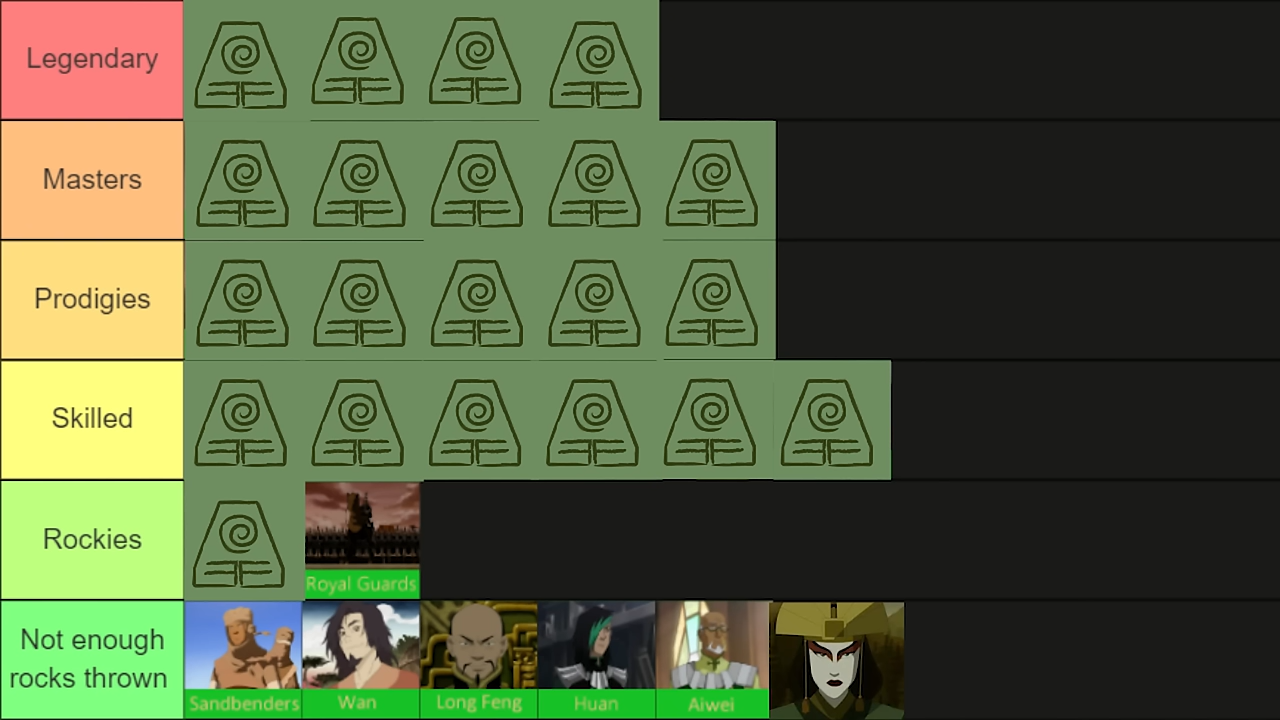 Legendary
Masters
Prodigies
Skilled
Rockies
Royal Guards
Not enough
rocks thrown
Sandbenders
Wan
Long Feng
Huan
Aiwei